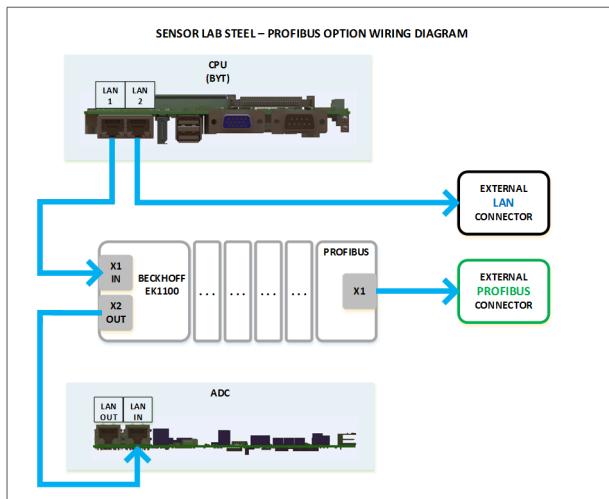 SENSOR LAB STEEL – PROFIBUS OPTION WIRING DIAGRAM
CPU
(BYT)
LAN
1
LAN
2
EXTERNAL
LAN
CONNECTOR
X1
IN
BECKHOFF
EK1100
X2
OUT
...
...
...
...
PROFIBUS
X1
EXTERNAL
PROFIBUS
CONNECTOR
ADC
LAN
OUT
LAN
IN